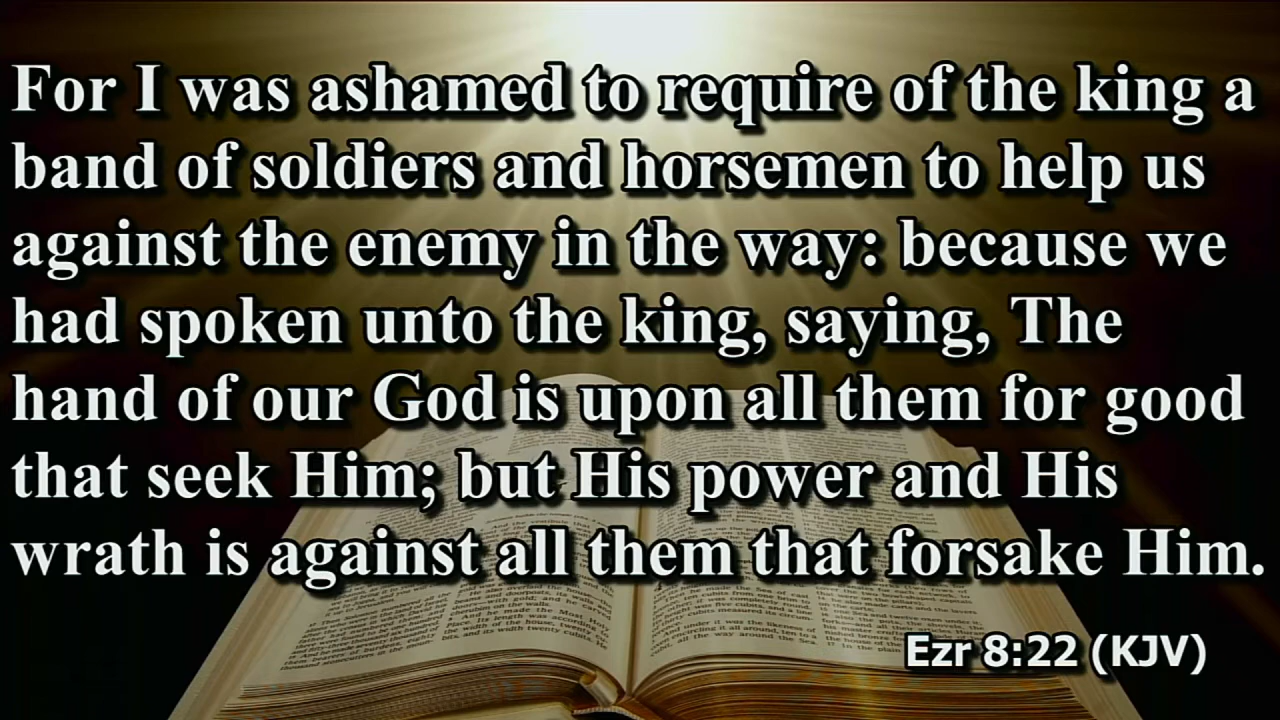 For I was ashamed to require of the king a
band of soldiers and horsemen to help us
against the enemy in the way: because we
had spoken unto the king, saying, The
hand of our God is upon all them for good
that seek Him; but His power and His
wrath is against all them that forsake Him.
Ezr 8:22 (KJV)